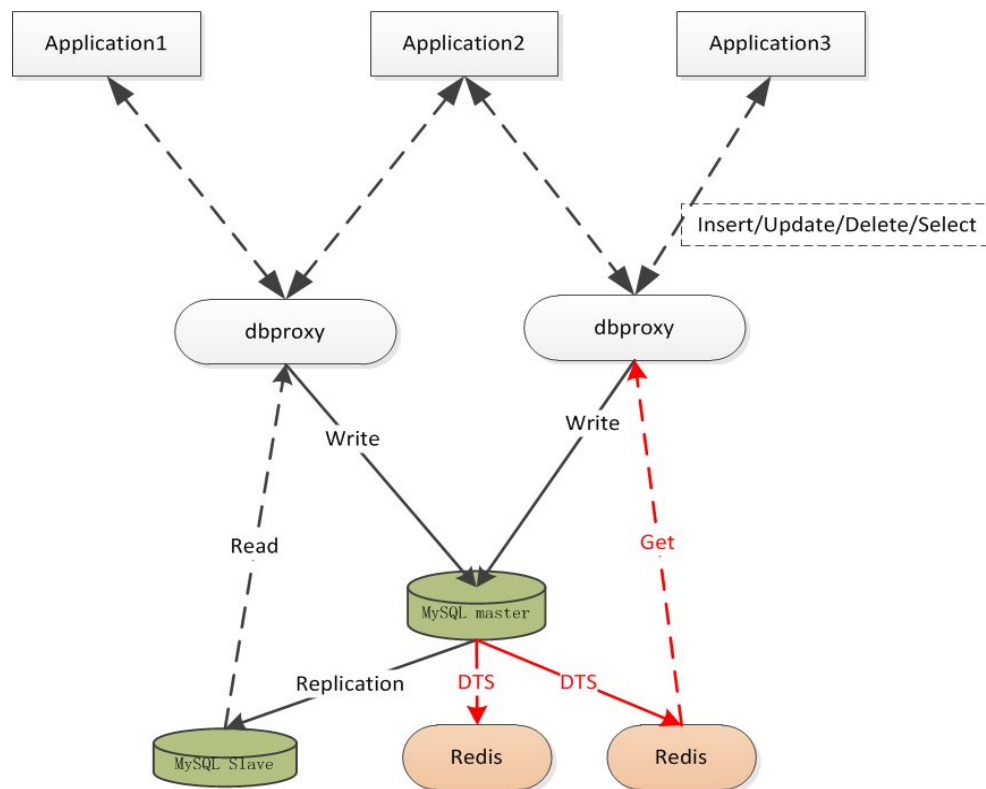 Application1
Application2
Application3
Insert/Update/Delete/Select
dbproxy
dbproxy
Write
Write
Read
Get
MySQL master
Replication
DTS
DTS
MySQL Slave
Redis
Redis